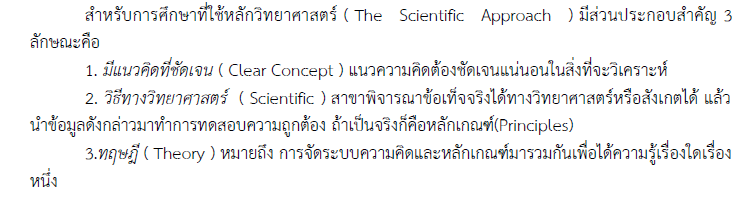 สำหรับการศึกษาที่ใช้หลักวิทยาศาสตร์ ( The Scientific Approach ) มีส่วนประกอบสำคัญ 3
ลักษณะคือ
1. มีแนวคิดที่ชัดเจน ( Clear Concept ) แนวความคิดต้องชัดเจนแน่นอนในสิ่งที่จะวิเคราะห์
2. วิธีทางวิทยาศาสตร์ ( Scientific ) สาขาพิจารณาข้อเท็จจริงได้ทางวิทยาศาสตร์หรือสังเกตได้ แล้ว
นำข้อมูลดังกล่าวมาทำการทดสอบความถูกต้อง ถ้าเป็นจริงก็คือหลักเกณฑ์(Principles)
3.ทฤษฎี ( Theory ) หมายถึง การจัดระบบความคิดและหลักเกณฑ์มารวมกันเพื่อได้ความรู้เรื่องใดเรื่อง
หนึ่ง